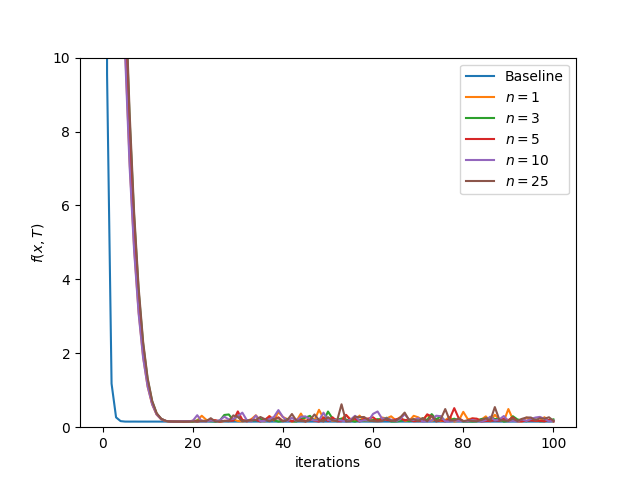 10
8
6
4
2
0
f(x, T)
0 20 40 60 80 100
iterations
Baseline
n = 1
n = 3
n = 5
n = 10
n = 25